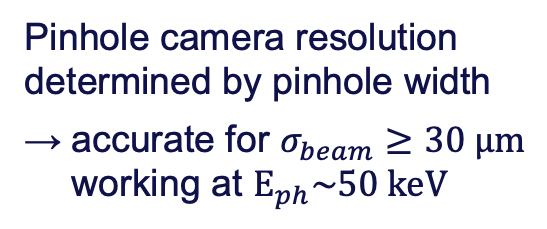 Pinhole camera resolution
determined by pinhole width
→ accurate for σ_beam ≥ 30 μm
working at E_ph~50 keV